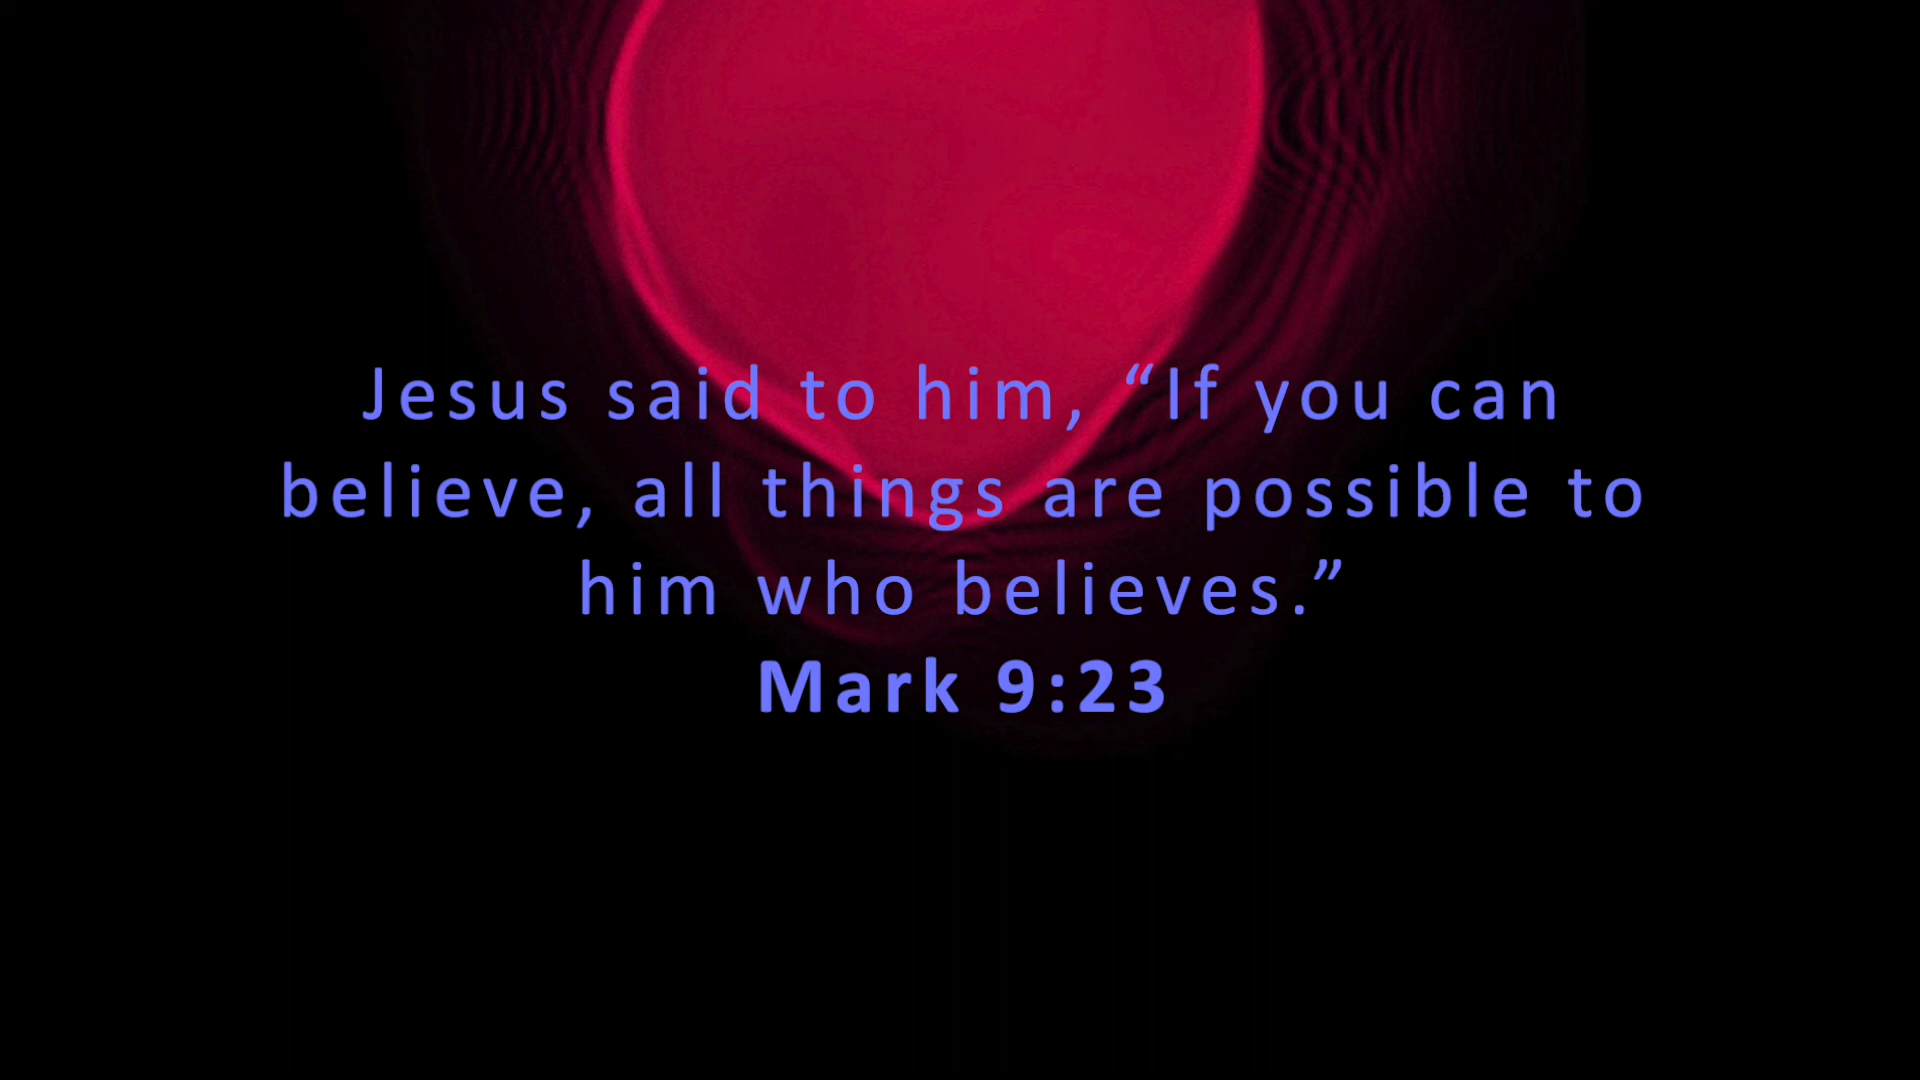 Jesus said to him, “If you can
believe, all things are possible to
him who believes.”
Mark 9:23